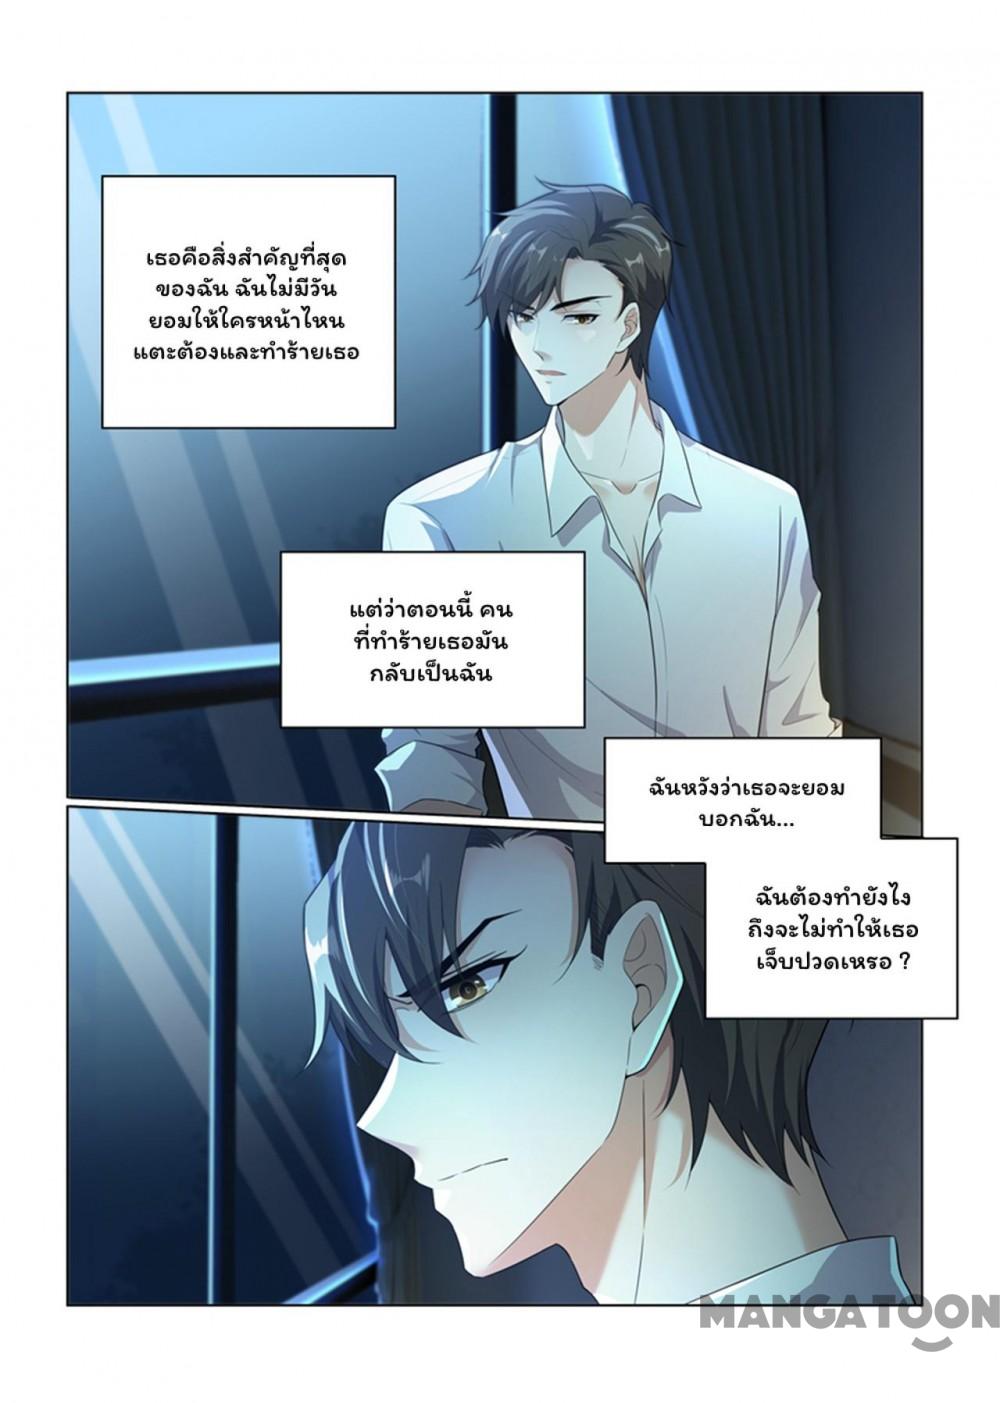 เธอคือสิ่งสำคัญที่สุด
ของฉัน ฉันไม่มีวัน
ยอมให้ใครหน้าไหน
แตะต้องและทำร้ายเธอ
แต่ว่าตอนนี้ คน
ที่ทำร้ายเธอมัน
กลับเป็นฉัน
ฉันหวังว่าเธอจะยอม
บอกฉัน...
ฉันต้องทำยังไง
ถึงจะไม่ทำให้เธอ
เจ็บปวดเหรอ ?
MANGATOON